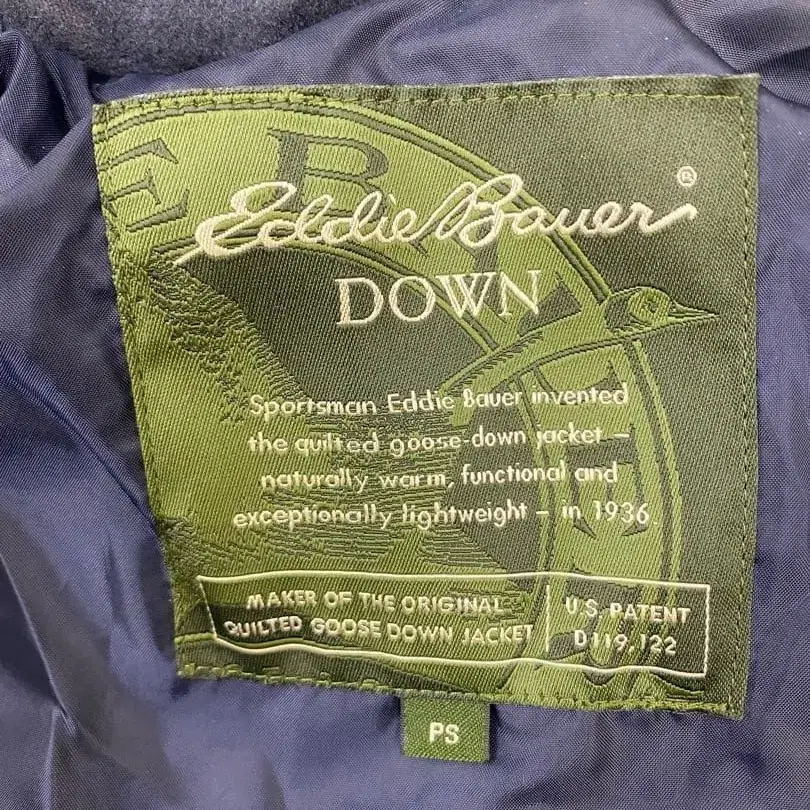 E B
Eddie Bauer®
DOWN
Sportsman Eddie Bauer invented
the quilted goose-down jacket –
naturally warm, functional and
exceptionally lightweight – in 1936.
MAKER OF THE ORIGINAL
QUILTED GOOSE DOWN JACKET
U.S. PATENT
D119,122
PS